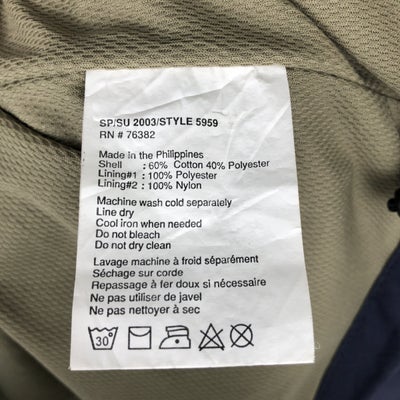 SP/SU 2003/STYLE 5959
RN # 76382
Made in the Philippines
Shell : 60% Cotton 40% Polyester
Lining#1 : 100% Polyester
Lining#2 : 100% Nylon
Machine wash cold separately
Line dry
Cool iron when needed
Do not bleach
Do not dry clean
Lavage machine à froid séparément
Séchage sur corde
Repassage à fer doux si nécessaire
Ne pas utiliser de javel
Ne pas nettoyer à sec
30°